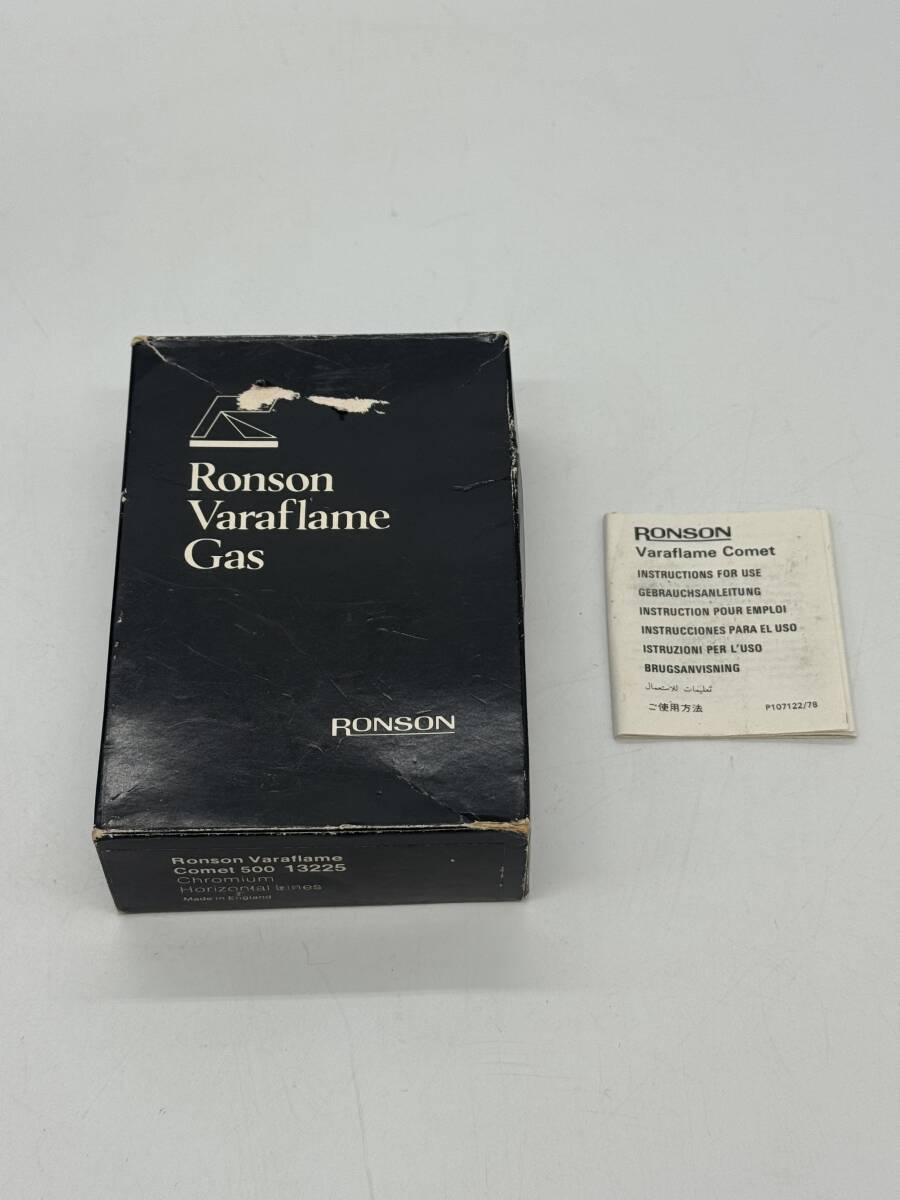 Ronson
Varaflame
Gas
RONSON
Ronson Varaflame
Comet 500 13225
Chromium
Horizontal Lines
Made in England
RONSON
Varaflame Comet
INSTRUCTIONS FOR USE
GEBRAUCHSANLEITUNG
INSTRUCTION POUR EMPLOI
INSTRUCCIONES PARA EL USO
ISTRUZIONI PER L'USO
BRUGSANVISNING
تعليمات للاستعمال
ご使用方法
P107122/78